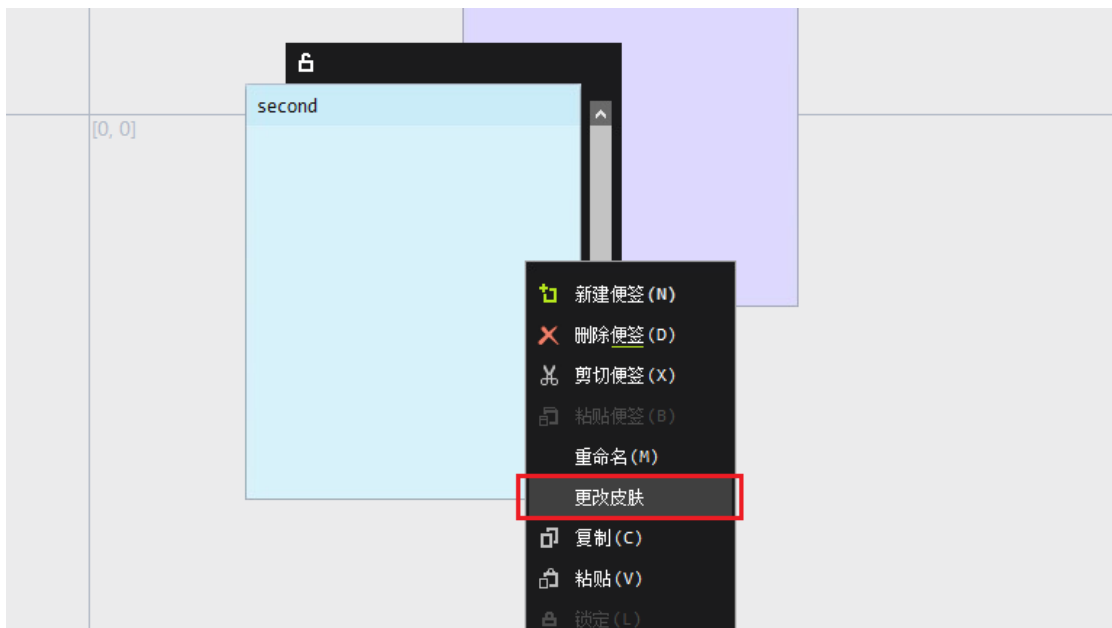 second
[0, 0]
新建便签(N)
删除便签(D)
剪切便签(X)
粘贴便签(B)
重命名(M)
更改皮肤
复制(C)
粘贴(V)
锁定(L)